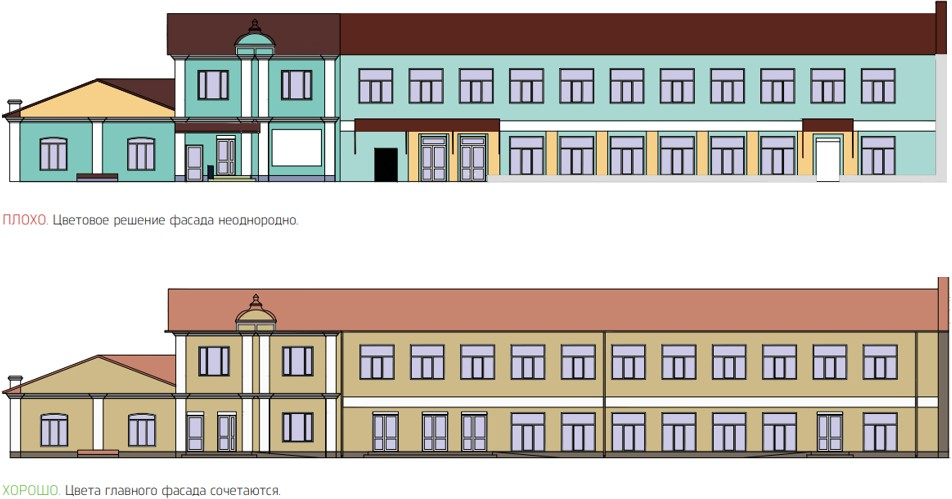 ПЛОХО. Цветовое решение фасада неоднородно.
ХОРОШО. Цвета главного фасада сочетаются.